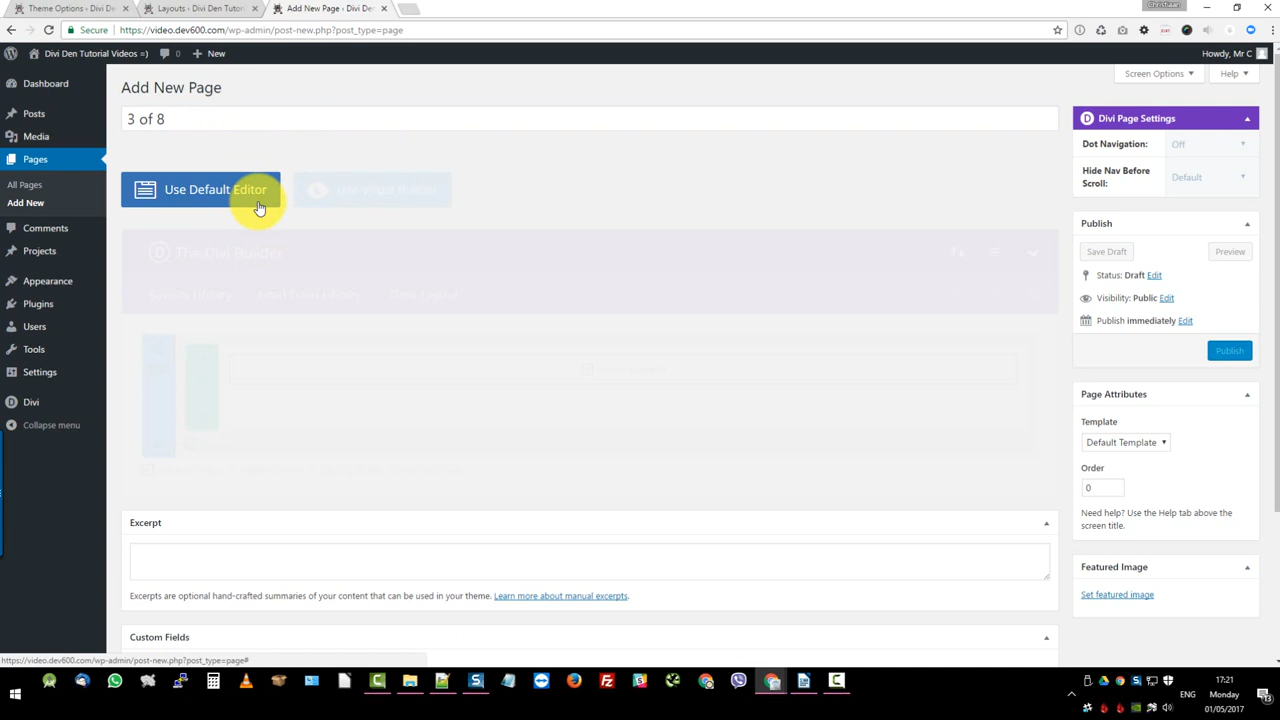 Theme Options ‹ Divi De
Layouts ‹ Divi Den Tutor
Add New Page ‹ Divi De
Christiaan
Secure
https://video.dev600.com/wp-admin/post-new.php?post_type=page
Divi Den Tutorial Videos =)
0
New
Howdy, Mr C
Dashboard
Posts
Media
Pages
All Pages
Add New
Comments
Projects
Appearance
Plugins
Users
Tools
Settings
Divi
Collapse menu
Screen Options
Help
Add New Page
3 of 8
Use Default Editor
Use Visual Builder
The Divi Builder
Clear Layout
Excerpt
Excerpts are optional hand-crafted summaries of your content that can be used in your theme. Learn more about manual excerpts.
Custom Fields
Divi Page Settings
Dot Navigation:
Off
Hide Nav Before
Scroll:
Default
Publish
Save Draft
Preview
Status: Draft Edit
Visibility: Public Edit
Publish immediately Edit
Publish
Page Attributes
Template
Default Template
Order
0
Need help? Use the Help tab above the
screen title.
Featured Image
Set featured image
https://video.dev600.com/wp-admin/post-new.php?post_type=page#
17:21
ENG
Monday
01/05/2017